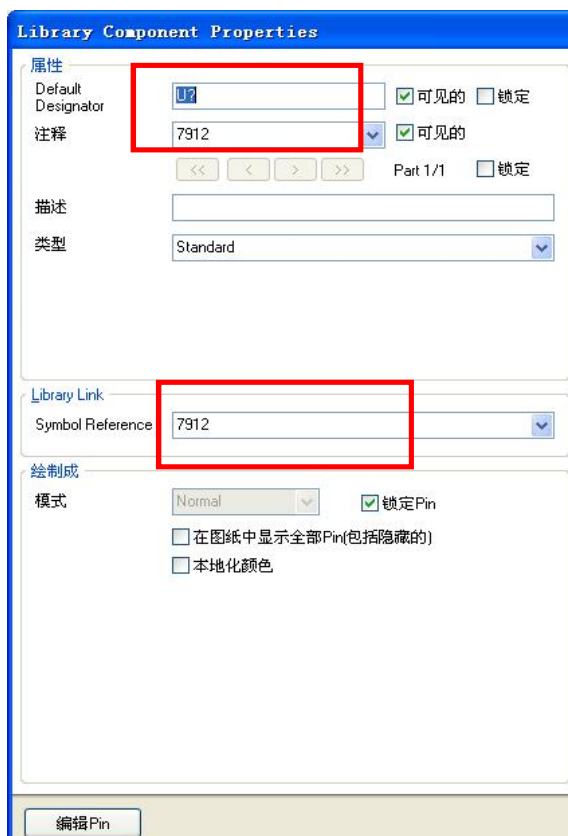 Library Component Properties
属性
Default Designator
U?
可见的
锁定
注释
7912
可见的
<<
<
>
>>
Part 1/1
锁定
描述
类型
Standard
Library Link
Symbol Reference
7912
绘制成
模式
Normal
锁定Pin
在图纸中显示全部Pin(包括隐藏的)
本地化颜色
编辑Pin